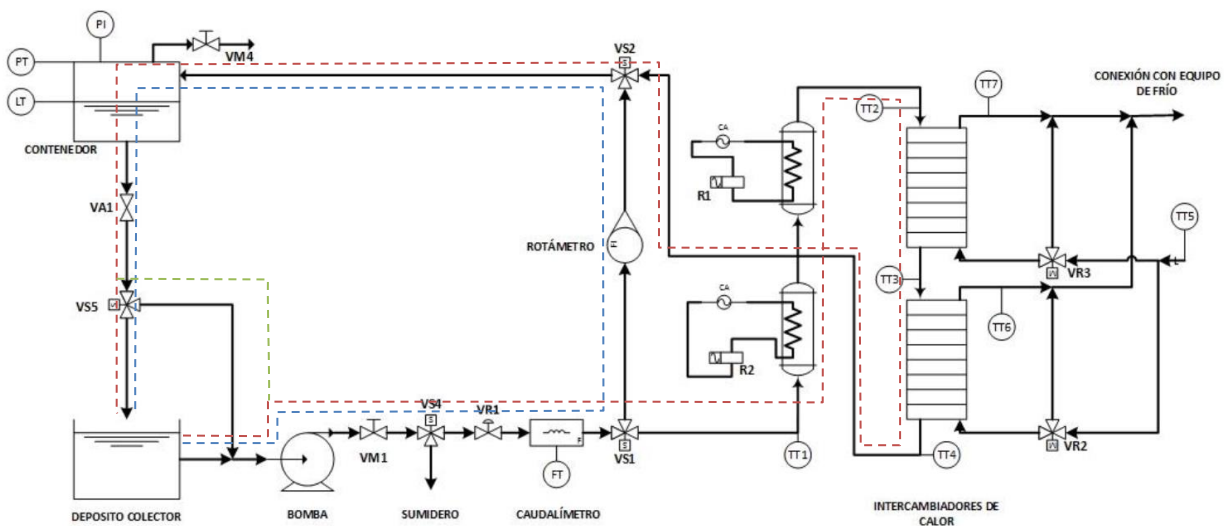 PI
PT
VM4
VS2
S
LT
CONTENEDOR
VA1
TT2
TT7
CONEXIÓN CON EQUIPO
DE FRÍO
CA
R1
ROTÁMETRO
FI
TT5
VR3
M
TT3
VS5
S
CA
R2
TT6
VS4
S
VR1
VM1
F
FT
VS1
S
TT1
TT4
VR2
M
DEPOSITO COLECTOR
BOMBA
SUMIDERO
CAUDALÍMETRO
INTERCAMBIADORES DE
CALOR